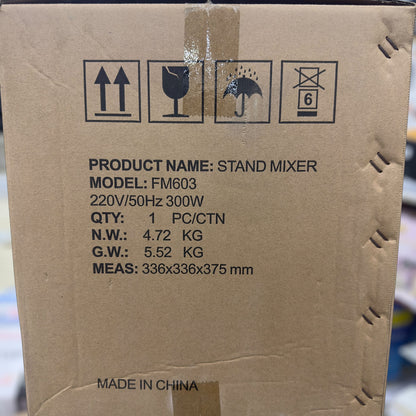 6
PRODUCT NAME: STAND MIXER
MODEL: FM603
220V/50Hz 300W
QTY: 1 PC/CTN
N.W.: 4.72 KG
G.W.: 5.52 KG
MEAS: 336x336x375 mm
MADE IN CHINA